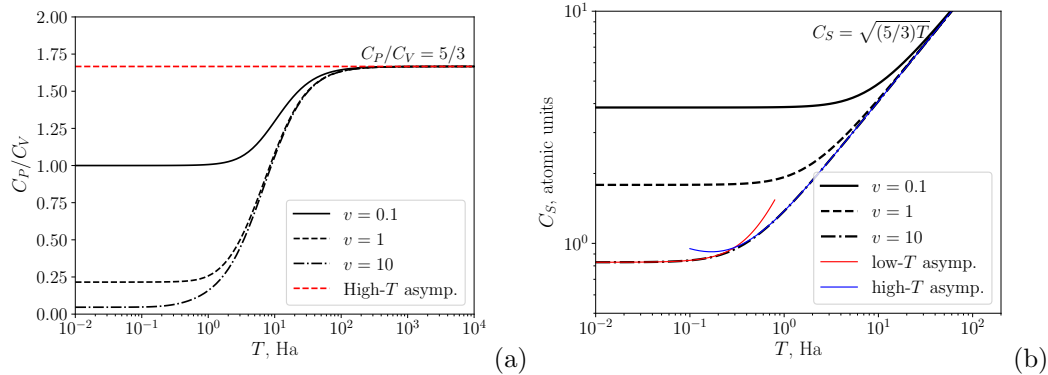 2.00
1.75
1.50
1.25
1.00
0.75
0.50
0.25
0.00
C_P/C_V
C_P/C_V = 5/3
v = 0.1
v = 1
v = 10
High-T asymp.
10^{−2} 10^{−1} 10^0 10^1 10^2 10^3 10^4
T, Ha
(a)
10^1
10^0
C_S, atomic units
C_S = √(5/3)T
v = 0.1
v = 1
v = 10
low-T asymp.
high-T asymp.
10^{−2} 10^{−1} 10^0 10^1 10^2
T, Ha
(b)